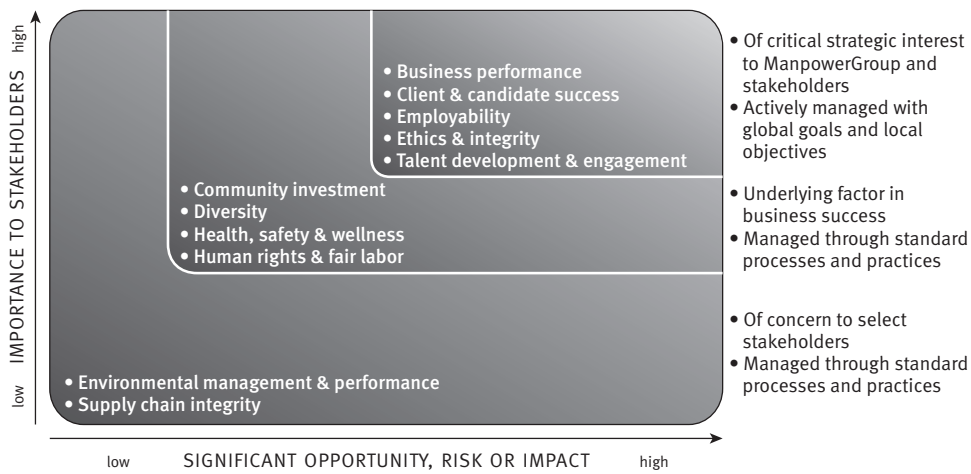 high
IMPORTANCE TO STAKEHOLDERS
low
• Business performance
• Client & candidate success
• Employability
• Ethics & integrity
• Talent development & engagement
• Community investment
• Diversity
• Health, safety & wellness
• Human rights & fair labor
• Environmental management & performance
• Supply chain integrity
• Of critical strategic interest
to ManpowerGroup and
stakeholders
• Actively managed with
global goals and local
objectives
• Underlying factor in
business success
• Managed through standard
processes and practices
• Of concern to select
stakeholders
• Managed through standard
processes and practices
low SIGNIFICANT OPPORTUNITY, RISK OR IMPACT high